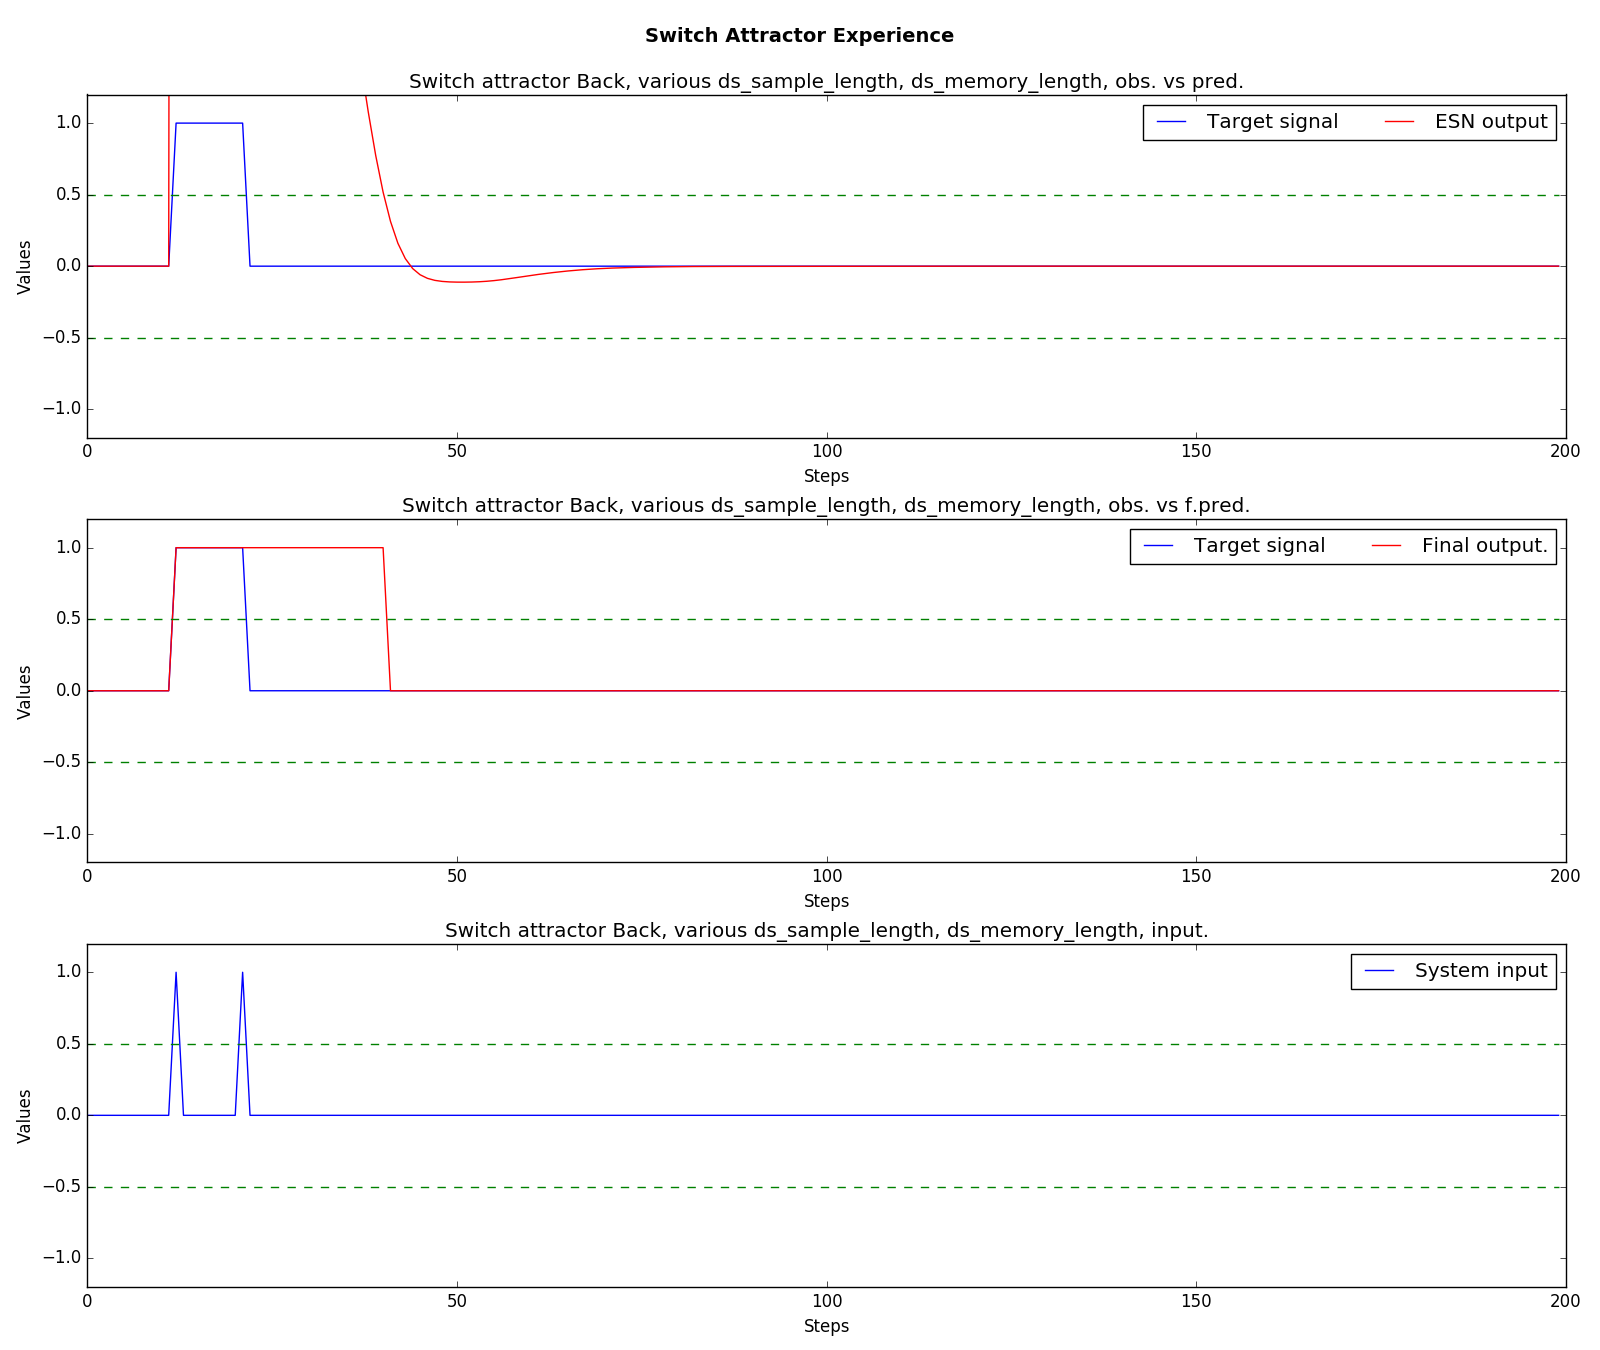 Switch Attractor Experience
Switch attractor Back, various ds_sample_length, ds_memory_length, obs. vs pred.
Target signal ESN output
1.0
0.5
0.0
−0.5
−1.0
Values
0 50 100 150 200
Steps
Switch attractor Back, various ds_sample_length, ds_memory_length, obs. vs f.pred.
Target signal Final output.
1.0
0.5
0.0
−0.5
−1.0
Values
0 50 100 150 200
Steps
Switch attractor Back, various ds_sample_length, ds_memory_length, input.
System input
1.0
0.5
0.0
−0.5
−1.0
Values
0 50 100 150 200
Steps